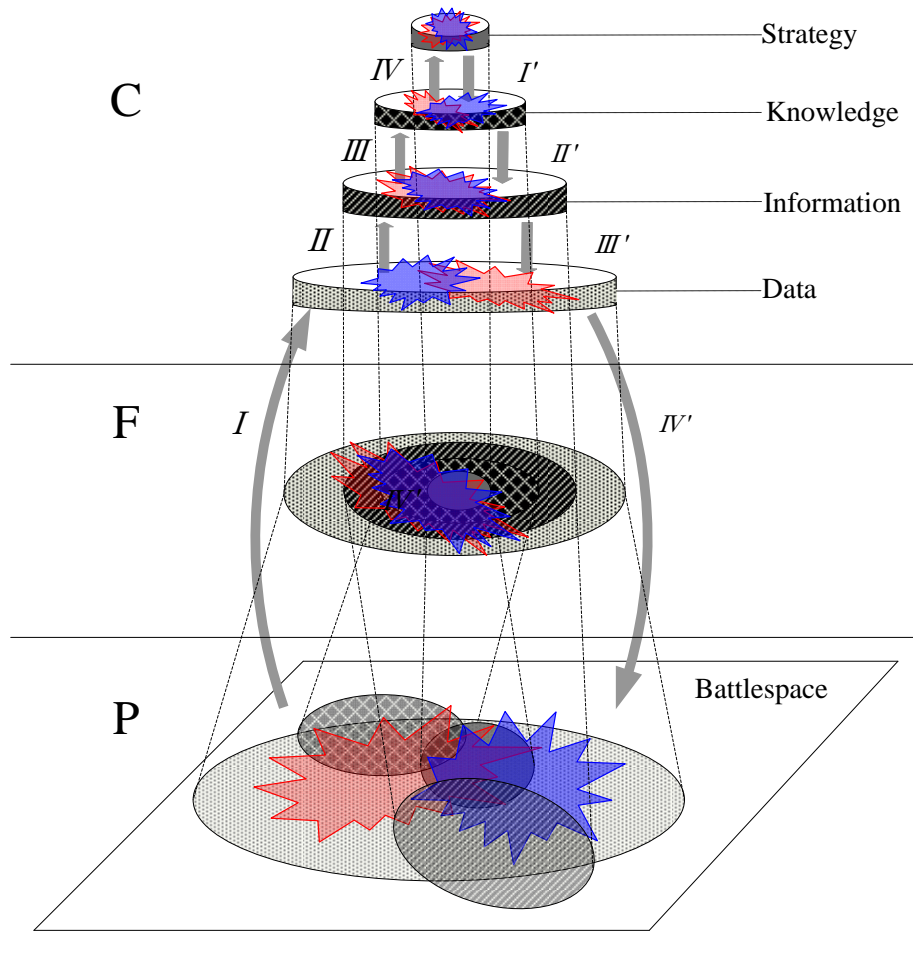 Strategy
Ⅳ
Ⅰ'
C
Knowledge
Ⅲ
Ⅱ'
Information
Ⅱ
Ⅲ'
Data
F
Ⅰ
Ⅳ'
Battlespace
P